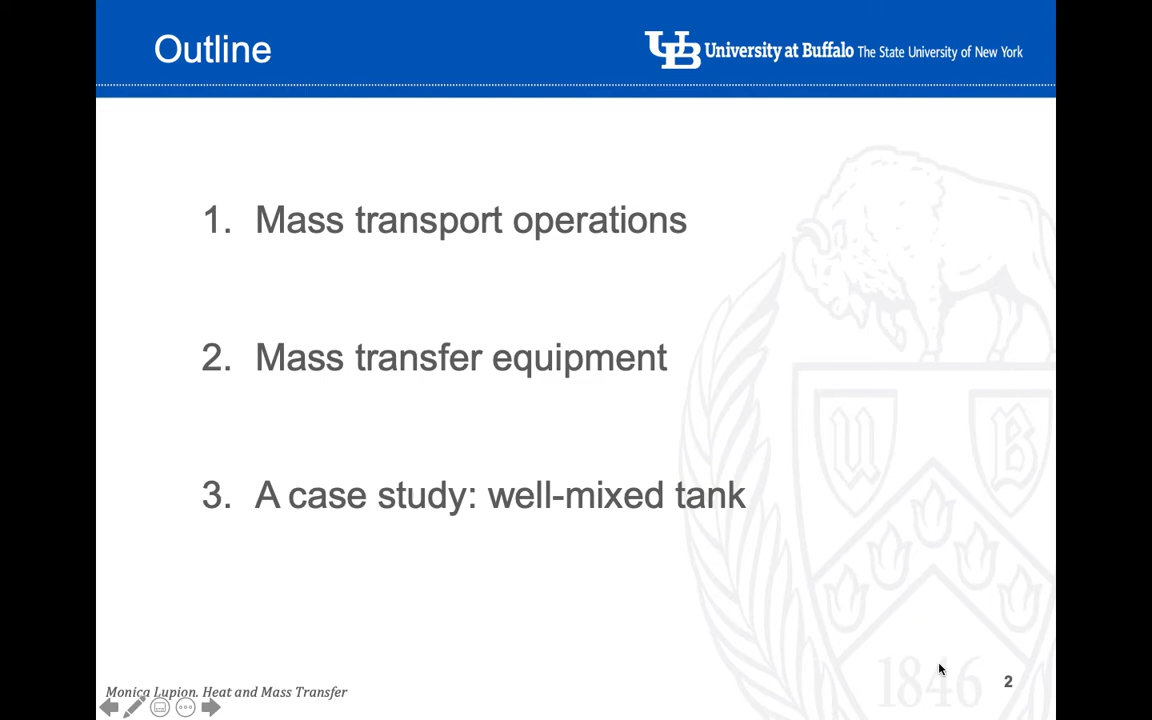 Outline
UB University at Buffalo The State University of New York
1. Mass transport operations
2. Mass transfer equipment
3. A case study: well-mixed tank
U B
1846
Monica Lupion. Heat and Mass Transfer
2